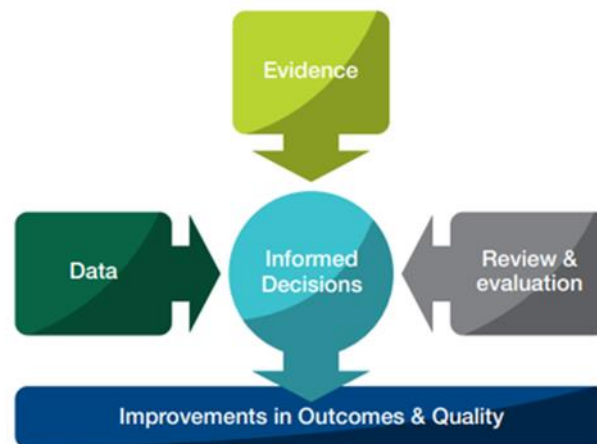 Evidence
Data
Informed
Decisions
Review &
evaluation
Improvements in Outcomes & Quality